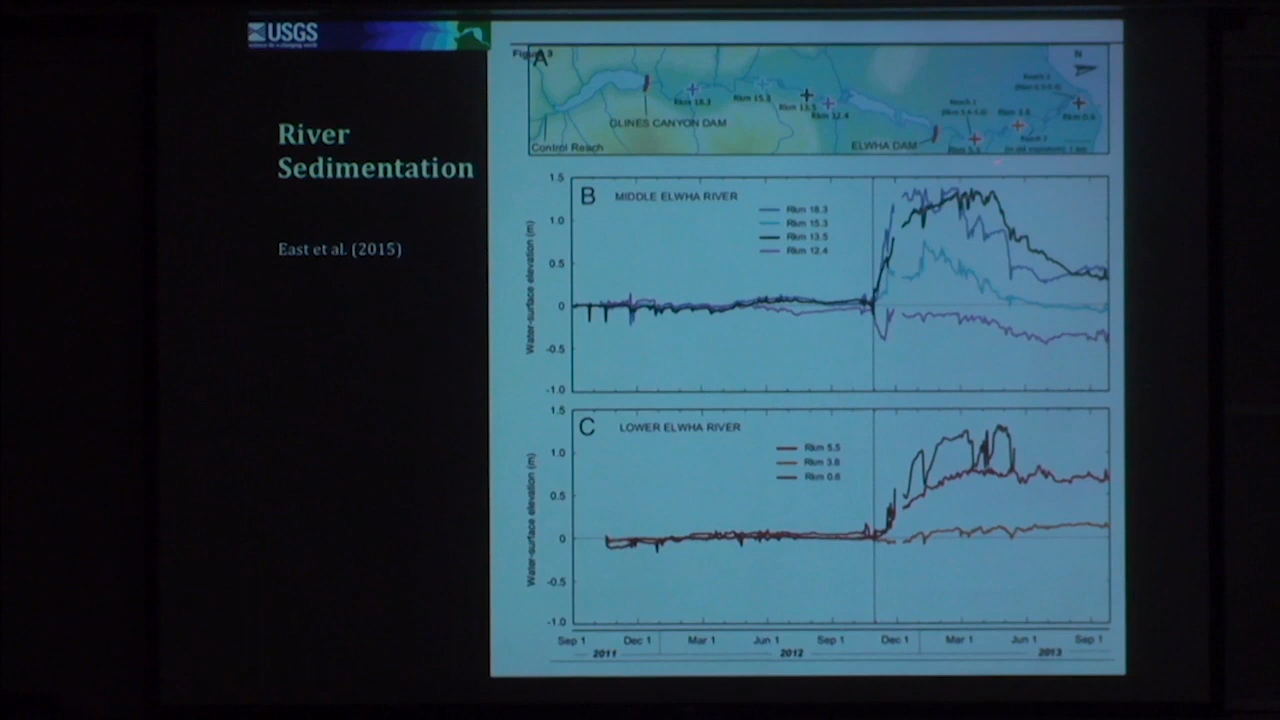 USGS
science for a changing world
River
Sedimentation
East et al. (2015)
Figure 3
A
N
Rkm 18.3
Rkm 15.3
Rkm 13.5
Rkm 12.4
Rkm 0.6
GLINES CANYON DAM
ELWHA DAM
Control Reach
B
MIDDLE ELWHA RIVER
Rkm 18.3
Rkm 15.3
Rkm 13.5
Rkm 12.4
Water-surface elevation (m)
1.5
1.0
0.5
0
-0.5
-1.0
C
LOWER ELWHA RIVER
Rkm 5.5
Rkm 3.8
Rkm 0.6
Water-surface elevation (m)
1.5
1.0
0.5
0
-0.5
-1.0
Sep 1 Dec 1 Mar 1 Jun 1 Sep 1 Dec 1 Mar 1 Jun 1 Sep 1
2011 2012 2013